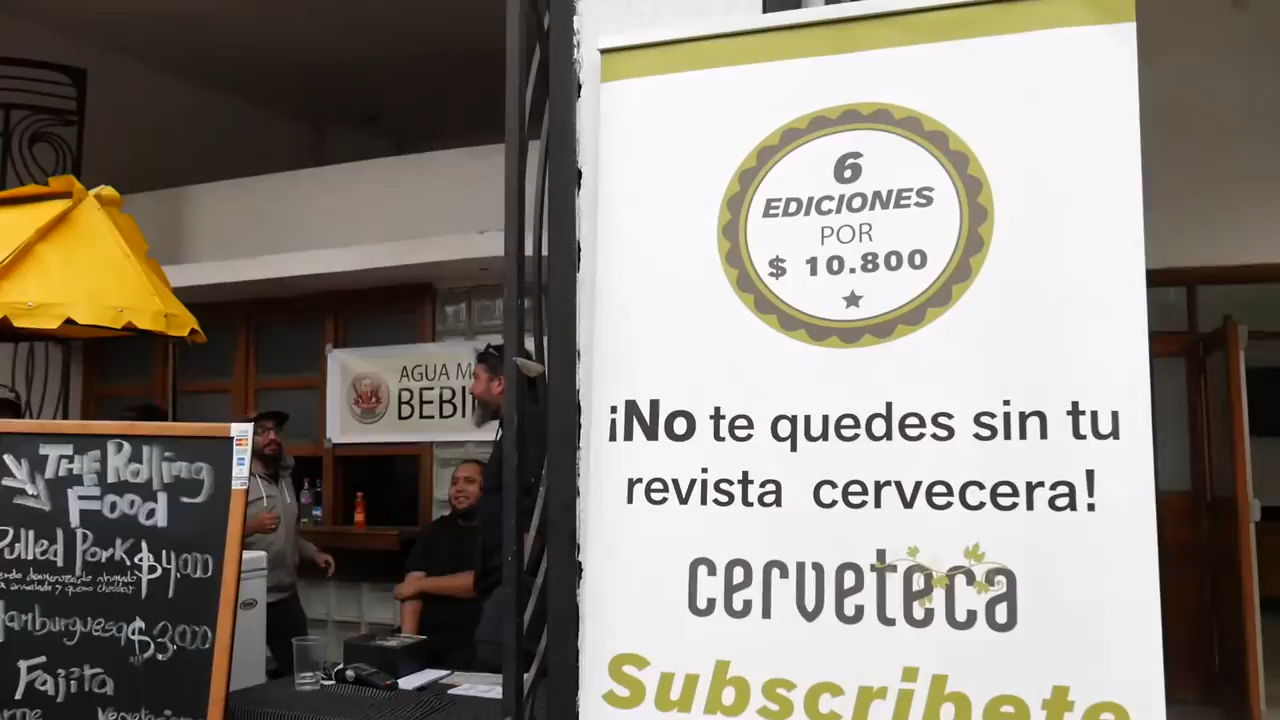 THE Rolling
Food
Pulled Pork $4.000
Hamburguesa $3.000
Fajita
AGUA
BEBI
6
EDICIONES
POR
$ 10.800
¡No te quedes sin tu
revista cervecera!
cerveteca
Subscribete